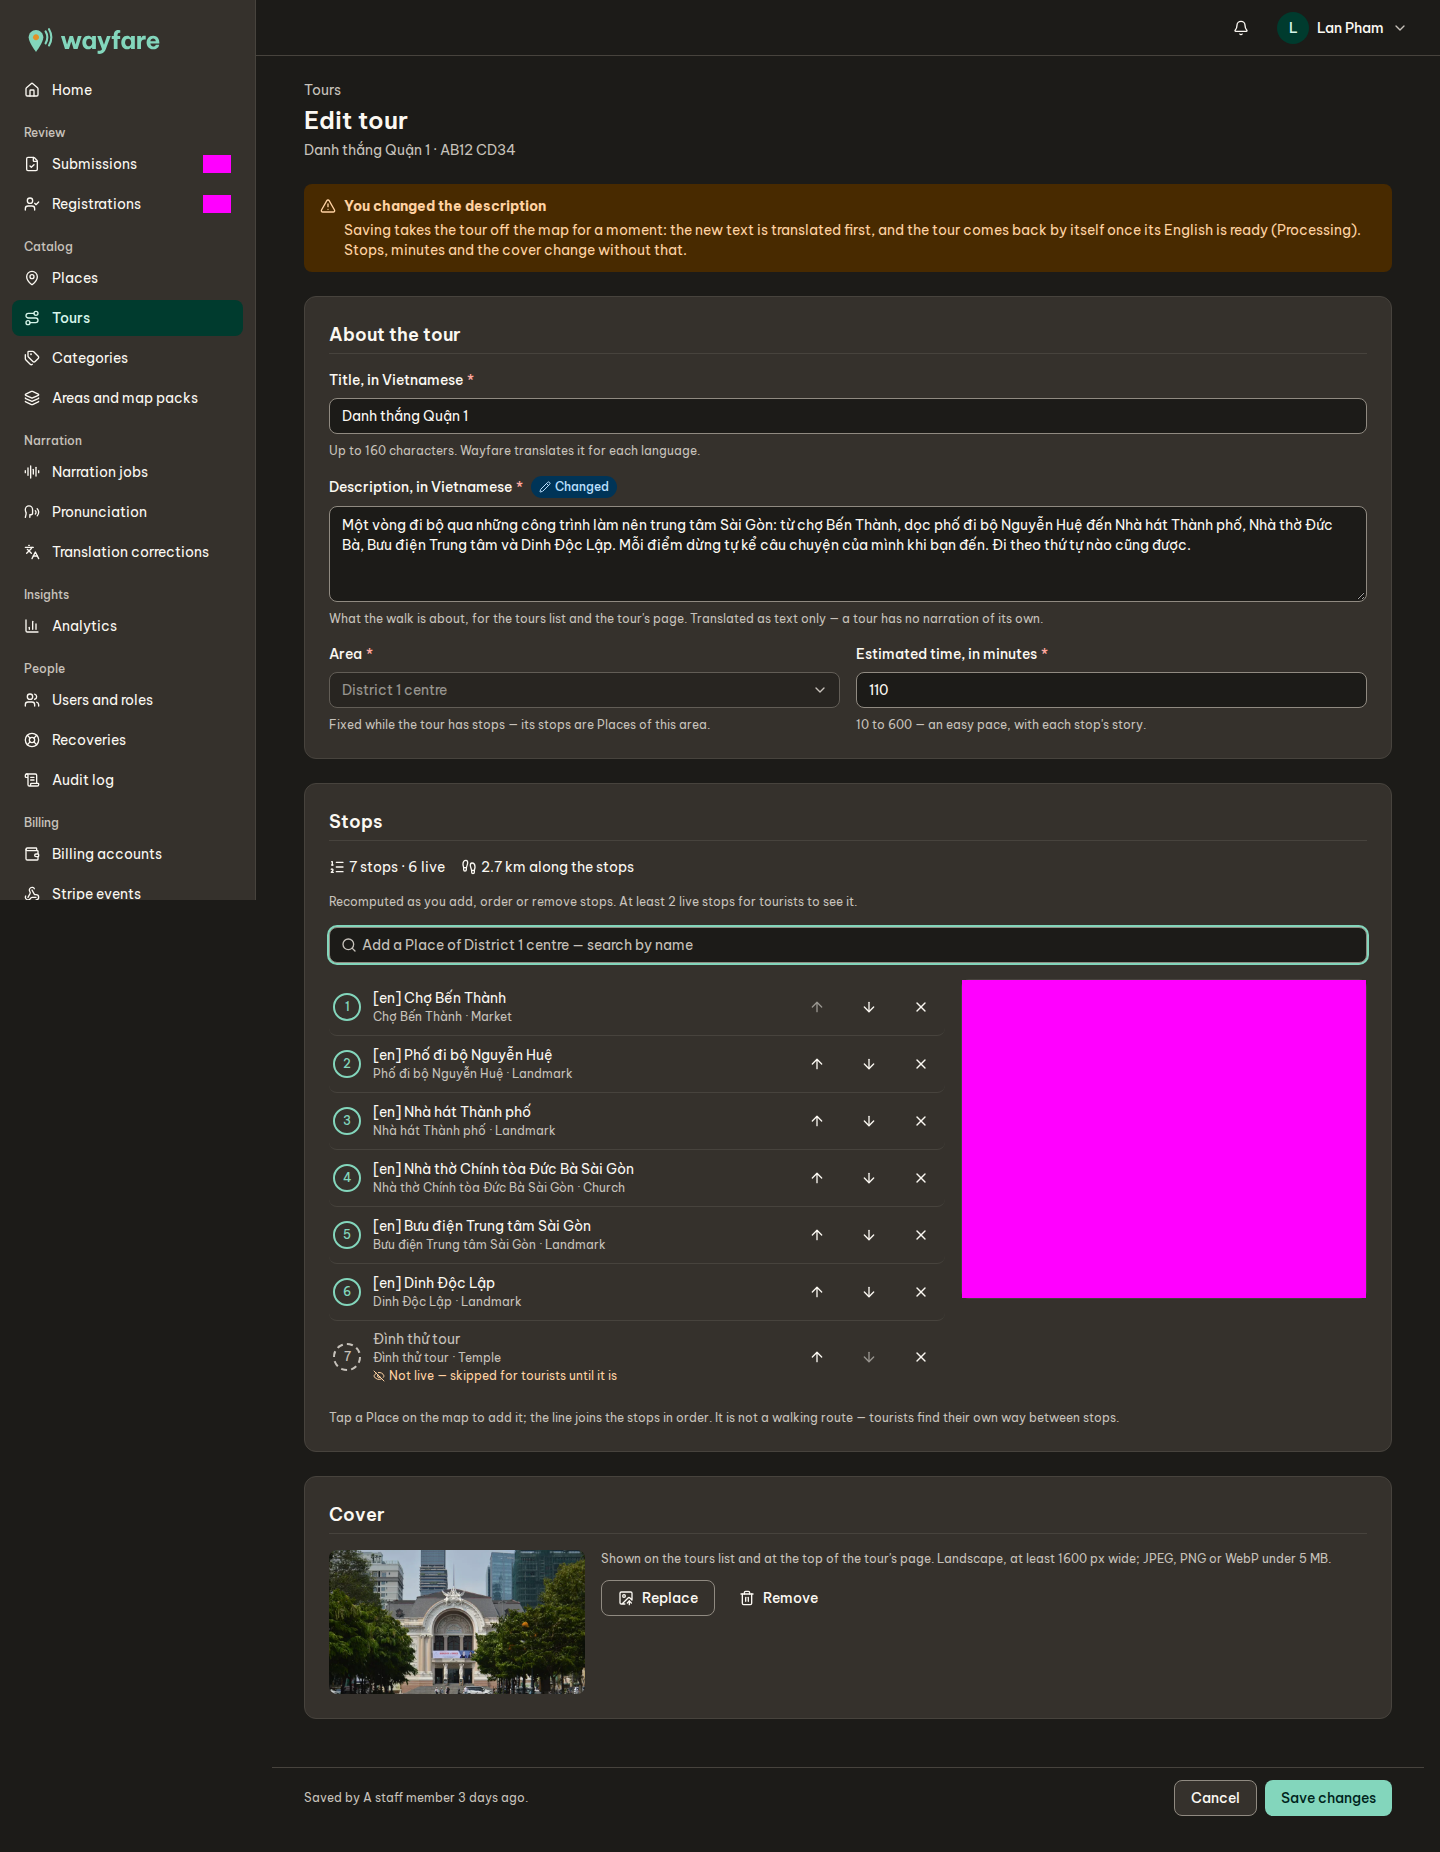 wayfare
L
Lan Pham
Home
Review
Submissions
Registrations
Catalog
Places
Tours
Categories
Areas and map packs
Narration
Narration jobs
Pronunciation
Translation corrections
Insights
Analytics
People
Users and roles
Recoveries
Audit log
Billing
Billing accounts
Stripe events
Tours
Edit tour
Danh thắng Quận 1 · AB12 CD34
You changed the description
Saving takes the tour off the map for a moment: the new text is translated first, and the tour comes back by itself once its English is ready (Processing).
Stops, minutes and the cover change without that.
About the tour
Title, in Vietnamese *
Danh thắng Quận 1
Up to 160 characters. Wayfare translates it for each language.
Description, in Vietnamese *
Changed
Một vòng đi bộ qua những công trình làm nên trung tâm Sài Gòn: từ chợ Bến Thành, dọc phố đi bộ Nguyễn Huệ đến Nhà hát Thành phố, Nhà thờ Đức
Bà, Bưu điện Trung tâm và Dinh Độc Lập. Mỗi điểm dừng tự kể câu chuyện của mình khi bạn đến. Đi theo thứ tự nào cũng được.
What the walk is about, for the tours list and the tour's page. Translated as text only — a tour has no narration of its own.
Area *
District 1 centre
Fixed while the tour has stops — its stops are Places of this area.
Estimated time, in minutes *
110
10 to 600 — an easy pace, with each stop's story.
Stops
7 stops · 6 live
2.7 km along the stops
Recomputed as you add, order or remove stops. At least 2 live stops for tourists to see it.
Add a Place of District 1 centre — search by name
1
[en] Chợ Bến Thành
Chợ Bến Thành · Market
2
[en] Phố đi bộ Nguyễn Huệ
Phố đi bộ Nguyễn Huệ · Landmark
3
[en] Nhà hát Thành phố
Nhà hát Thành phố · Landmark
4
[en] Nhà thờ Chính tòa Đức Bà Sài Gòn
Nhà thờ Chính tòa Đức Bà Sài Gòn · Church
5
[en] Bưu điện Trung tâm Sài Gòn
Bưu điện Trung tâm Sài Gòn · Landmark
6
[en] Dinh Độc Lập
Dinh Độc Lập · Landmark
7
Đình thử tour
Đình thử tour · Temple
Not live — skipped for tourists until it is
Tap a Place on the map to add it; the line joins the stops in order. It is not a walking route — tourists find their own way between stops.
Cover
Shown on the tours list and at the top of the tour's page. Landscape, at least 1600 px wide; JPEG, PNG or WebP under 5 MB.
Replace
Remove
Saved by A staff member 3 days ago.
Cancel
Save changes